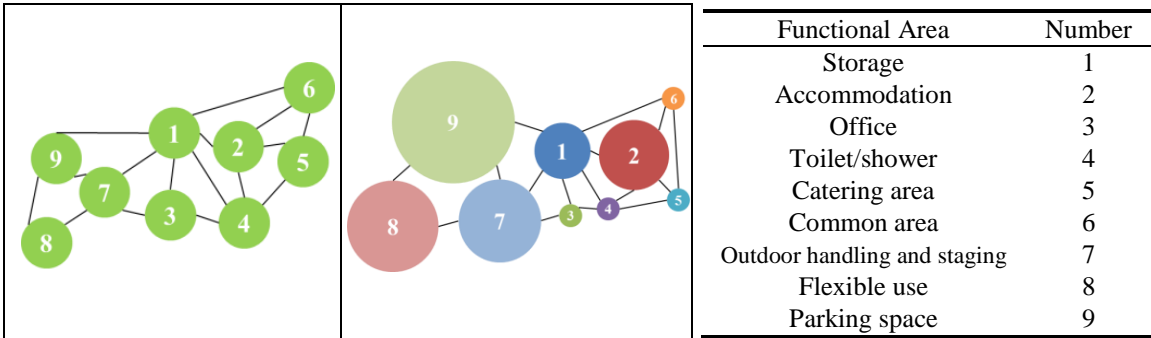 6
1
2
5
9
7
3
4
8
6
9
1
2
5
3
4
7
8
Functional Area Number
Storage 1
Accommodation 2
Office 3
Toilet/shower 4
Catering area 5
Common area 6
Outdoor handling and staging 7
Flexible use 8
Parking space 9